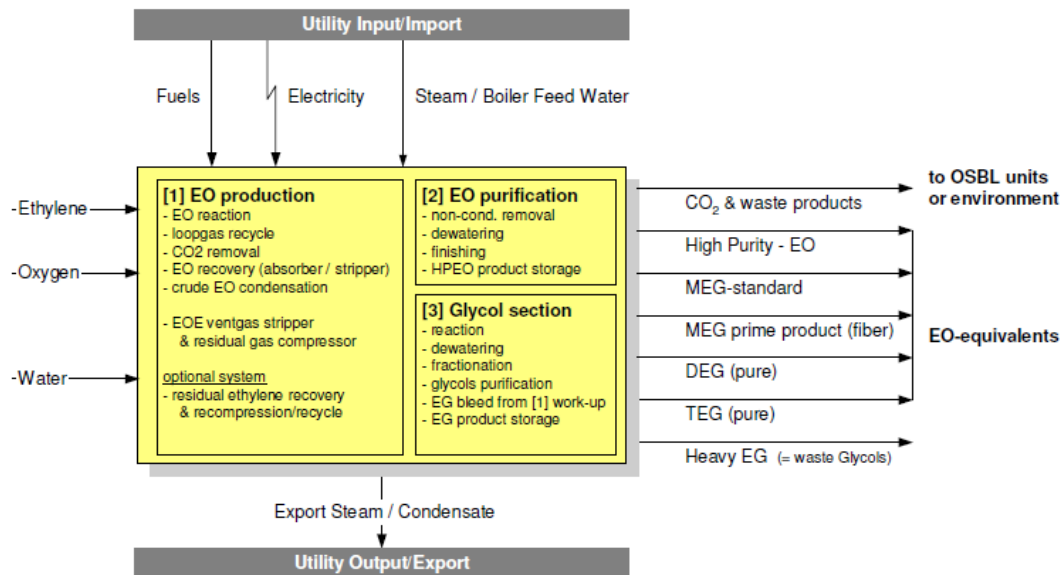 Utility Input/Import
Fuels
Electricity
Steam / Boiler Feed Water
-Ethylene
-Oxygen
-Water
[1] EO production
- EO reaction
- loopgas recycle
- CO2 removal
- EO recovery (absorber / stripper)
- crude EO condensation
- EOE ventgas stripper
& residual gas compressor
optional system
- residual ethylene recovery
& recompression/recycle
[2] EO purification
- non-cond. removal
- dewatering
- finishing
- HPEO product storage
[3] Glycol section
- reaction
- dewatering
- fractionation
- glycols purification
- EG bleed from [1] work-up
- EG product storage
CO₂ & waste products
High Purity - EO
MEG-standard
MEG prime product (fiber)
DEG (pure)
TEG (pure)
Heavy EG (= waste Glycols)
to OSBL units
or environment
EO-equivalents
Export Steam / Condensate
Utility Output/Export